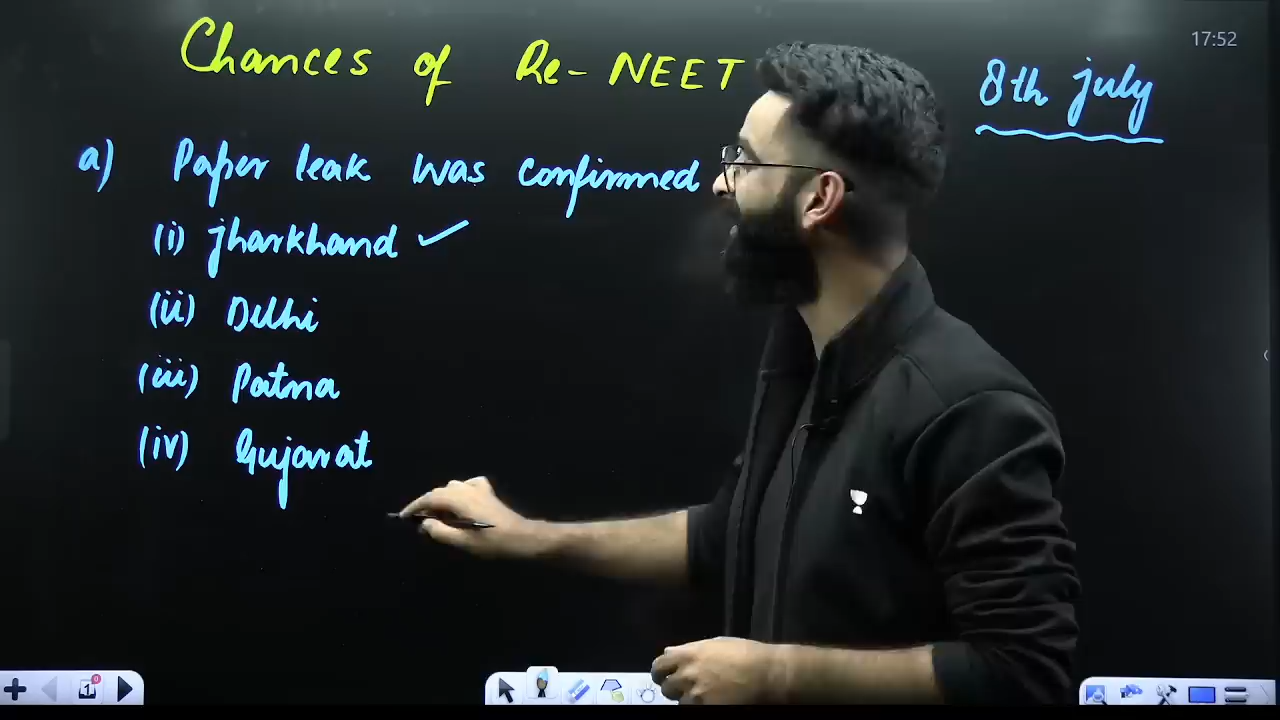 17:52
Chances of Re-NEET
8th july
a) Paper leak was confirmed
(i) jharkhand ✓
(ii) Delhi
(iii) Patna
(iv) Gujarat
1